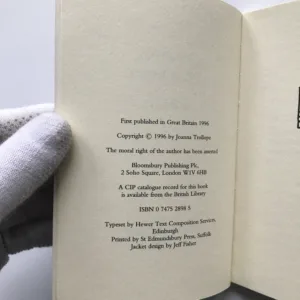 First published in Great Britain 1996
Copyright © 1996 by Joanna Trollope
The moral right of the author has been asserted
Bloomsbury Publishing Plc,
2 Soho Square, London W1V 6HB
A CIP catalogue record for this book
is available from the British Library
ISBN 0 7475 2898 5
Typeset by Hewer Text Composition Services,
Edinburgh
Printed by St Edmundsbury Press, Suffolk
Jacket design by Jeff Fisher